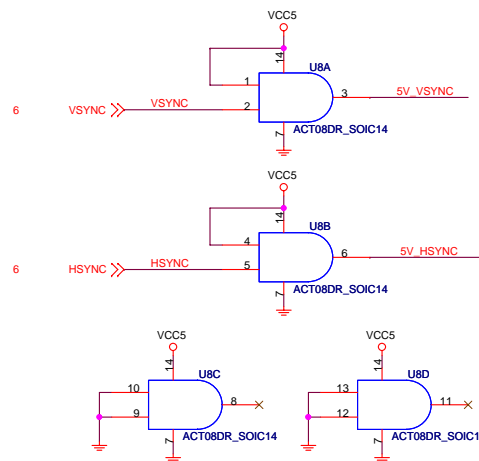 VCC5
14
U8A
1
3
5V_VSYNC
6
VSYNC
VSYNC
2
ACT08DR_SOIC14
7
VCC5
14
U8B
4
6
5V_HSYNC
6
HSYNC
HSYNC
5
ACT08DR_SOIC14
7
VCC5
VCC5
14
U8C
14
U8D
10
8
13
11
9
12
7
ACT08DR_SOIC14
7
ACT08DR_SOIC1